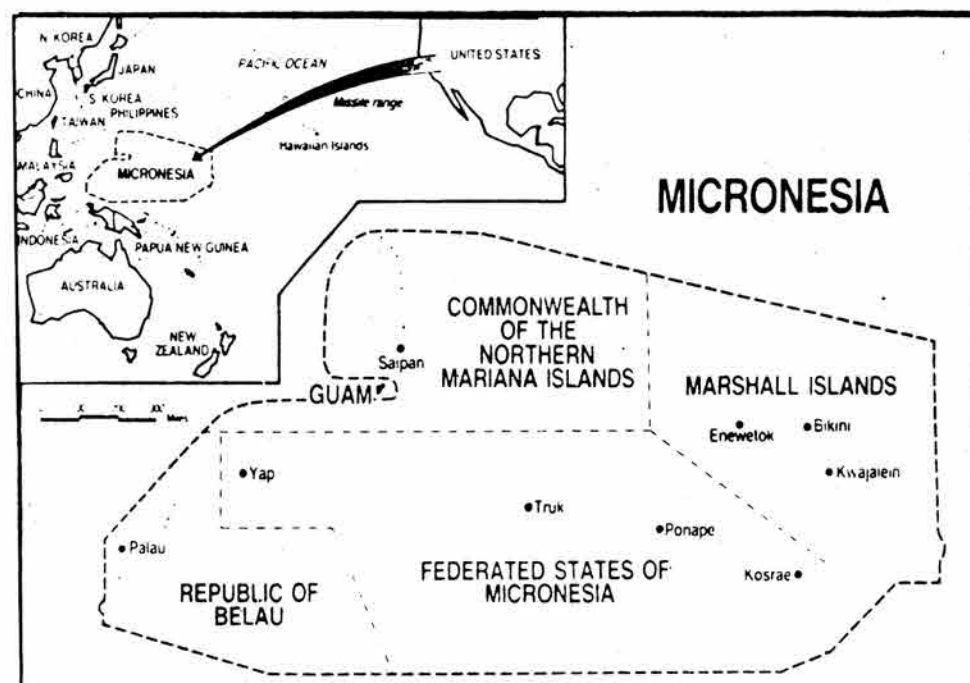 N KOREA
JAPAN
CHINA
S KOREA
PHILIPPINES
TAIWAN
MALAYSIA
MICRONESIA
INDONESIA
PAPUA NEW GUINEA
AUSTRALIA
NEW
ZEALAND
PACIFIC OCEAN
UNITED STATES
Missile range
Hawaiian Islands
MICRONESIA
COMMONWEALTH
OF THE
NORTHERN
MARIANA ISLANDS
Saipan
GUAM
MARSHALL ISLANDS
Enewetok
Bikini
Kwajalein
Miles
Yap
Truk
Ponape
Palau
Kosrae
FEDERATED STATES OF
MICRONESIA
REPUBLIC OF
BELAU